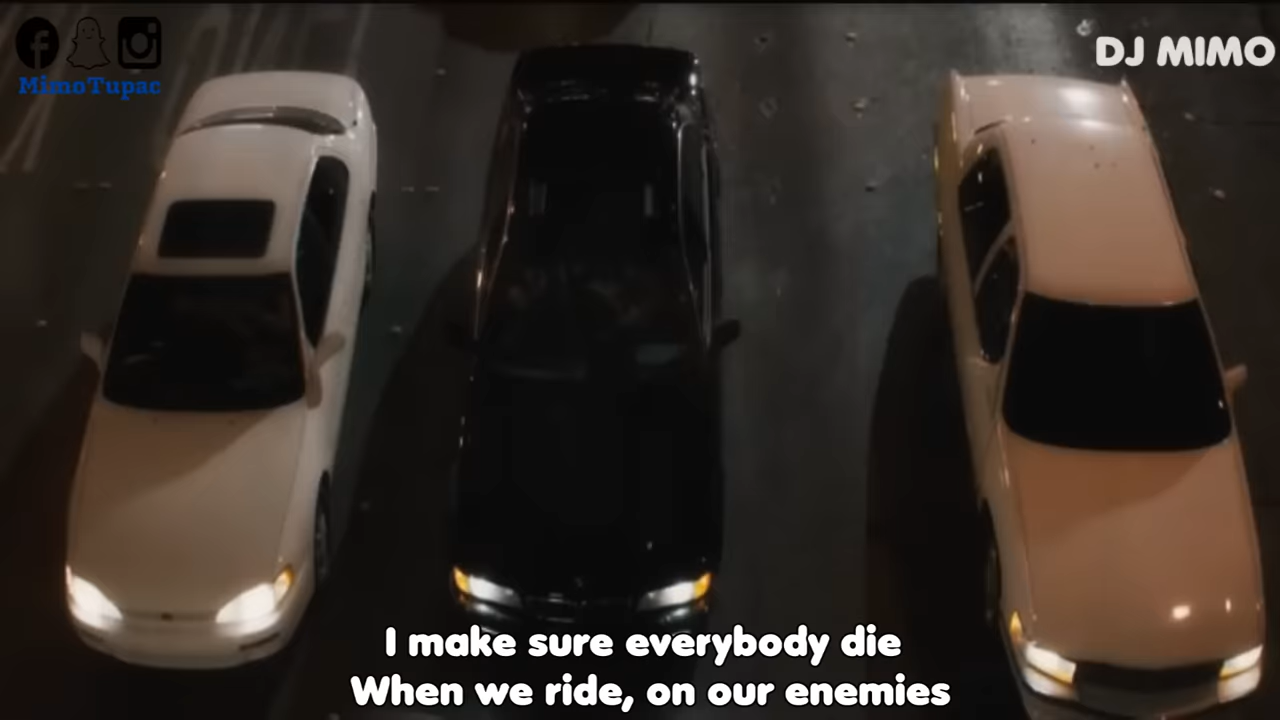 MimoTupac
DJ MIMO
I make sure everybody die
When we ride, on our enemies